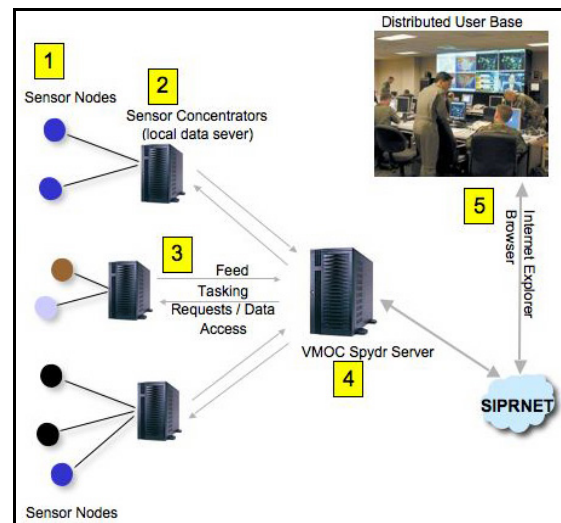 Distributed User Base
1
Sensor Nodes
2
Sensor Concentrators
(local data sever)
3
Feed
Tasking
Requests / Data
Access
VMOC Spydr Server
4
5
Internet Explorer
Browser
SIPRNET
Sensor Nodes